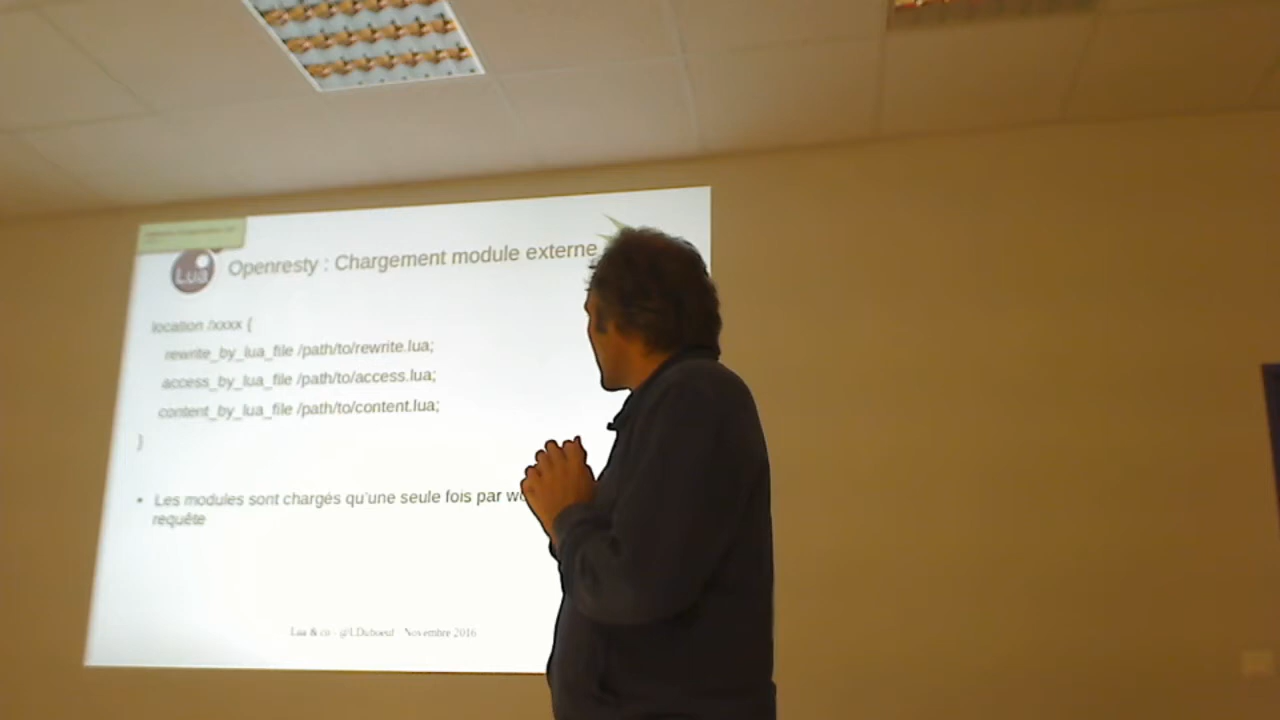 Lua
Openresty : Chargement module externe
location /xxxx {
rewrite_by_lua_file /path/to/rewrite.lua;
access_by_lua_file /path/to/access.lua;
content_by_lua_file /path/to/content.lua;
}
• Les modules sont chargés qu'une seule fois par
requête
Lua & co - @LDuboeuf Novembre 2016